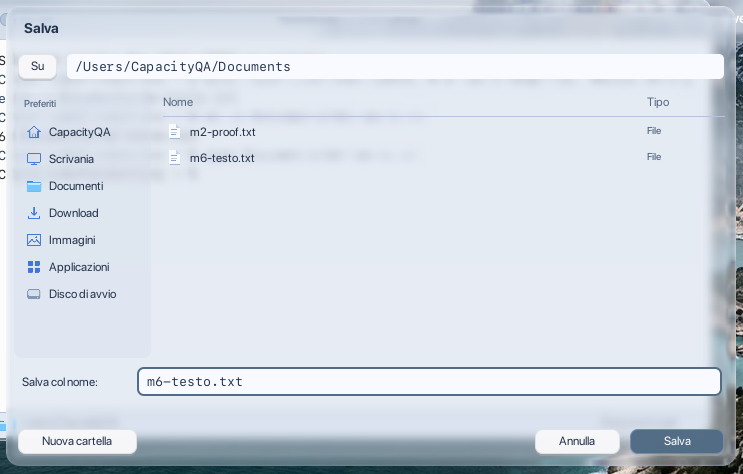 Salva
Su
/Users/CapacityQA/Documents
Preferiti
Nome
Tipo
CapacityQA
m2-proof.txt
File
Scrivania
m6-testo.txt
File
Documenti
Download
Immagini
Applicazioni
Disco di avvio
Salva col nome:
m6-testo.txt
Nuova cartella
Annulla
Salva